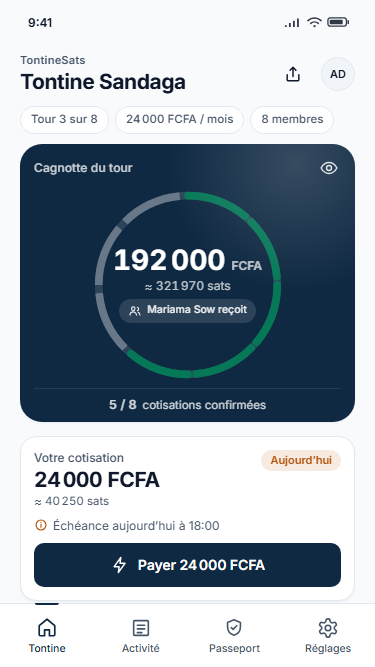 9:41
TontineSats
Tontine Sandaga
AD
Tour 3 sur 8
24 000 FCFA / mois
8 membres
Cagnotte du tour
192 000 FCFA
≈ 321 970 sats
Mariama Sow reçoit
5 / 8 cotisations confirmées
Votre cotisation
Aujourd'hui
24 000 FCFA
≈ 40 250 sats
Échéance aujourd'hui à 18:00
Payer 24 000 FCFA
Tontine
Activité
Passeport
Réglages